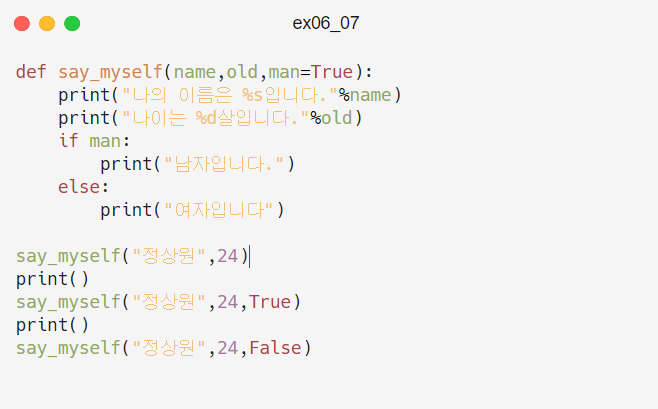 ex06_07
def say_myself(name,old,man=True):
    print("나의 이름은 %s입니다."%name)
    print("나이는 %d살입니다."%old)
    if man:
        print("남자입니다.")
    else:
        print("여자입니다")
say_myself("정상원",24)
print()
say_myself("정상원",24,True)
print()
say_myself("정상원",24,False)